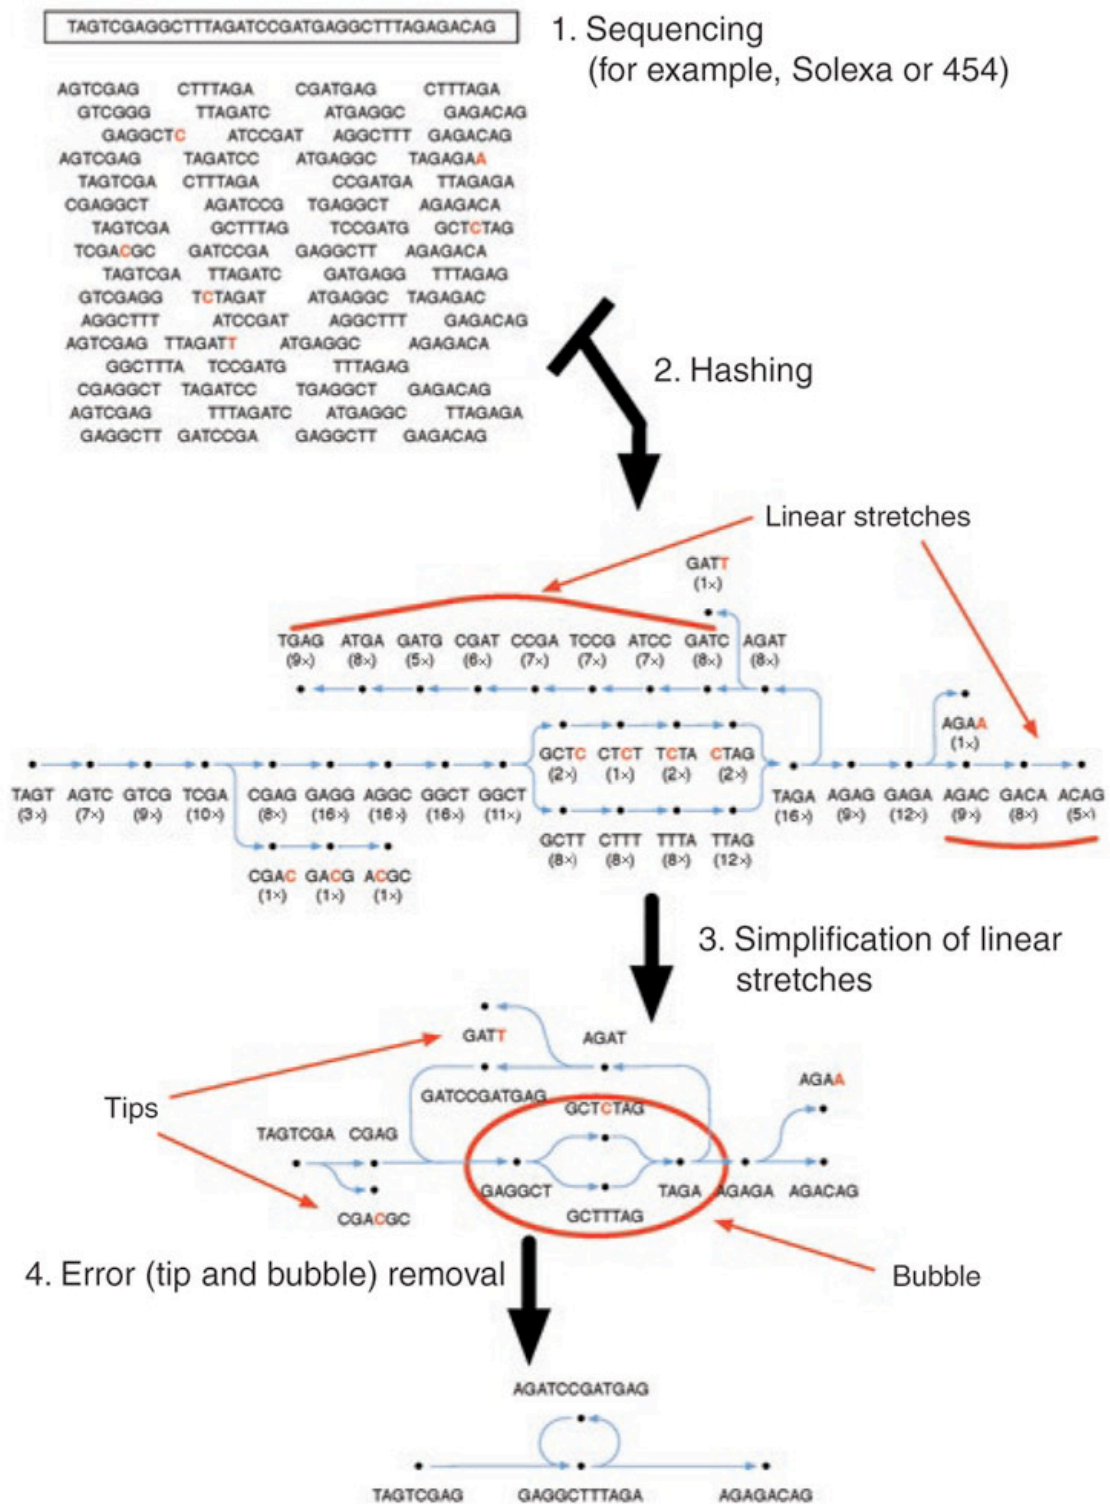 TAGTCGAGGCTTTAGATCCGATGAGGCTTTAGAGACAG
1. Sequencing
(for example, Solexa or 454)
AGTCGAG CTTTAGA CGATGAG CTTTAGA
GTCGGG TTAGATC ATGAGGC GAGACAG
GAGGCTC ATCCGAT AGGCTTT GAGACAG
AGTCGAG TAGATCC ATGAGGC TAGAGAA
TAGTCGA CTTTAGA CCGATGA TTAGAGA
CGAGGCT AGATCCG TGAGGCT AGAGACA
TAGTCGA GCTTTAG TCCGATG GCTCTAG
TCGACGC GATCCGA GAGGCTT AGAGACA
TAGTCGA TTAGATC GATGAGG TTTAGAG
GTCGAGG TCTAGAT ATGAGGC TAGAGAC
AGGCTTT ATCCGAT AGGCTTT GAGACAG
AGTCGAG TTAGATT ATGAGGC AGAGACA
GGCTTTA TCCGATG TTTAGAG
CGAGGCT TAGATCC TGAGGCT GAGACAG
AGTCGAG TTTAGATC ATGAGGC TTAGAGA
GAGGCTT GATCCGA GAGGCTT GAGACAG
2. Hashing
Linear stretches
GATT
(1×)
TGAG ATGA GATG CGAT CCGA TCCG ATCC GATC AGAT
(9×) (8×) (5×) (6×) (7×) (7×) (7×) (8×) (8×)
AGAA
(1×)
GCTC CTCT TCTA CTAG
(2×) (1×) (2×) (2×)
TAGT AGTC GTCG TCGA CGAG GAGG AGGC GGCT GGCT TAGA AGAG GAGA AGAC GACA ACAG
(3×) (7×) (9×) (10×) (8×) (16×) (16×) (16×) (11×) (16×) (9×) (12×) (9×) (8×) (5×)
GCTT CTTT TTTA TTAG
(8×) (8×) (8×) (12×)
CGAC GACG ACGC
(1×) (1×) (1×)
3. Simplification of linear
stretches
GATT AGAT
AGAA
Tips
GATCCGATGAG
GCTCTAG
TAGTCGA CGAG
GAGGCT TAGA AGAGA AGACAG
CGACGC
GCTTTAG
Bubble
4. Error (tip and bubble) removal
AGATCCGATGAG
TAGTCGAG GAGGCTTTAGA AGAGACAG